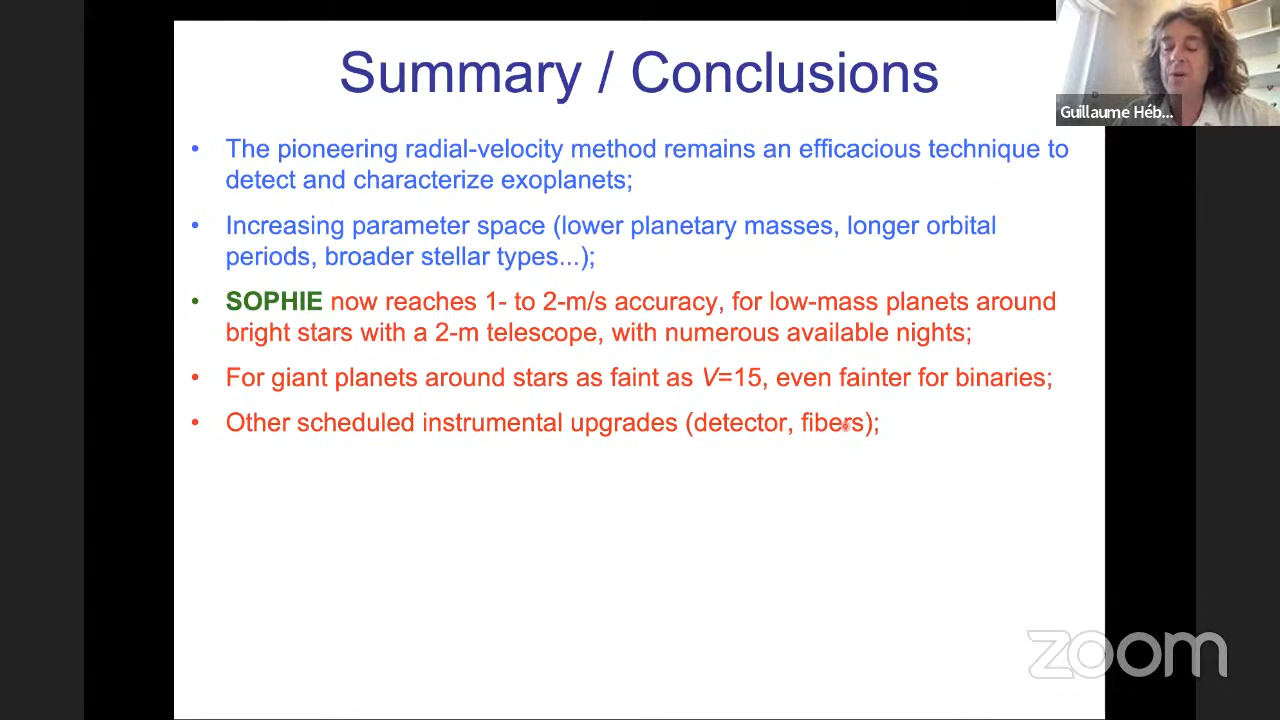 Summary / Conclusions
Guillaume Héb...
• The pioneering radial-velocity method remains an efficacious technique to
detect and characterize exoplanets;
• Increasing parameter space (lower planetary masses, longer orbital
periods, broader stellar types...);
• SOPHIE now reaches 1- to 2-m/s accuracy, for low-mass planets around
bright stars with a 2-m telescope, with numerous available nights;
• For giant planets around stars as faint as V=15, even fainter for binaries;
• Other scheduled instrumental upgrades (detector, fibers);
zoom